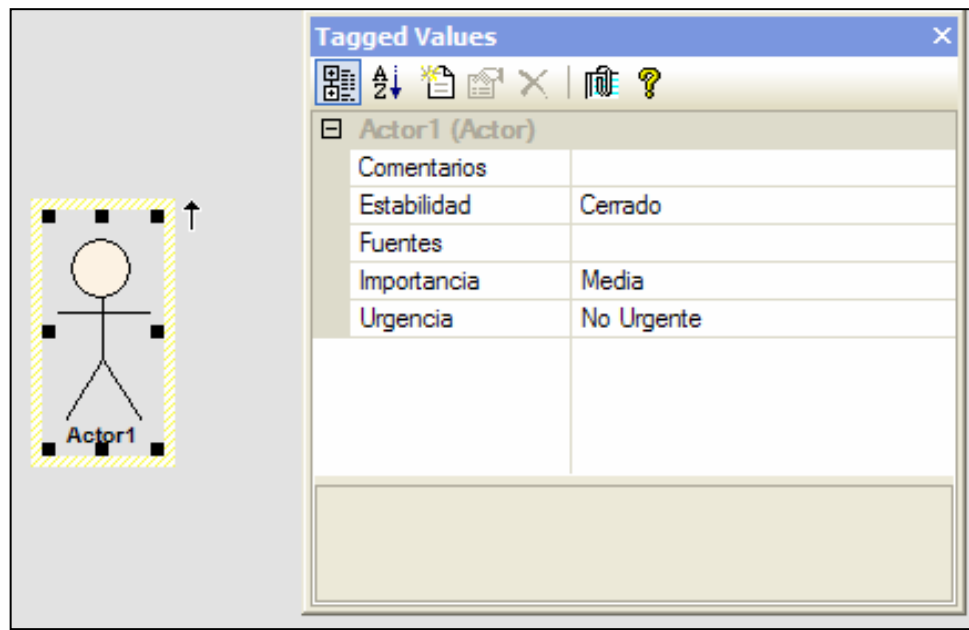 Tagged Values
Actor1 (Actor)
Comentarios
Estabilidad Cerrado
Fuentes
Importancia Media
Urgencia No Urgente
Actor1